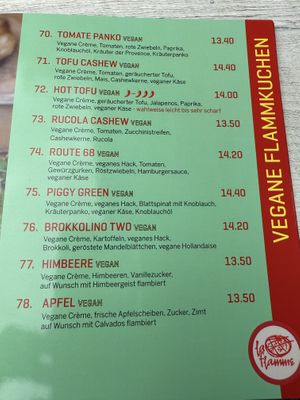 70. TOMATE PANKO VEGAN 13.40
Vegane Crème, Tomaten, rote Zwiebeln, Paprika,
Knoblauchöl, Kräuter der Provence, Kräuterpanko
71. TOFU CASHEW VEGAN 14.40
Vegane Crème, Tomaten, geräucherter Tofu,
rote Zwiebeln, Mais, Cashewkerne, veganer Käse
72. HOT TOFU VEGAN 14.00
Vegane Crème, geräucherter Tofu, Jalapenos, Paprika,
rote Zwiebeln, veganer Käse - wahlweise leicht bis sehr scharf
73. RUCOLA CASHEW VEGAN 13.50
Vegane Crème, Tomaten, Zucchinistreifen,
Cashewkerne, Rucola
74. ROUTE 68 VEGAN 14.20
Vegane Crème, veganes Hack, Tomaten,
Gewürzgurken, Röstzwiebeln, Hamburgersauce,
veganer Käse
75. PIGGY GREEN VEGAN 14.40
Vegane Crème, veganes Hack, Blattspinat mit Knoblauch,
Kräuterpanko, veganer Käse, Knoblauchöl
76. BROKKOLINO TWO VEGAN 14.20
Vegane Crème, Kartoffeln, veganes Hack,
Brokkoli, geröstete Mandelblättchen, vegane Hollandaise
77. HIMBEERE VEGAN 13.50
Vegane Crème, Himbeeren, Vanillezucker,
auf Wunsch mit Himbeergeist flambiert
78. APFEL VEGAN 13.50
Vegane Crème, frische Apfelscheiben, Zucker, Zimt
auf Wunsch mit Calvados flambiert
VEGANE FLAMMKUCHEN
la Flamms